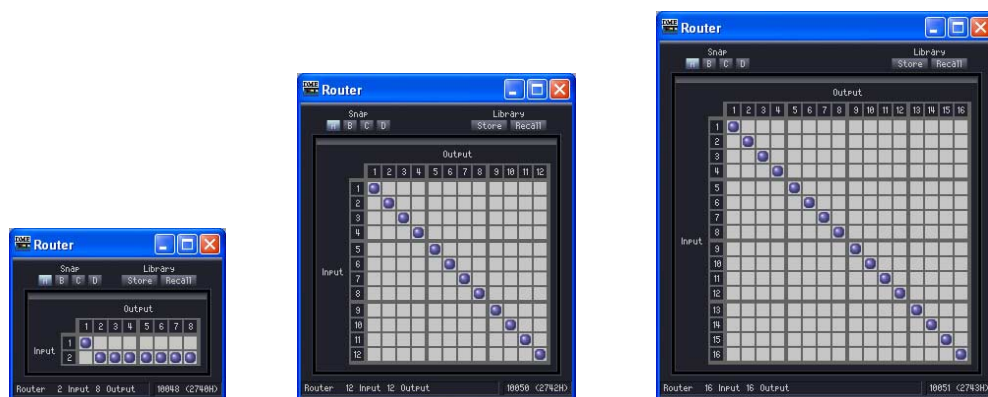 DME Router
Snap Library
A B C D Store Recall
Output
1 2 3 4 5 6 7 8
Input
1
2
Router 2 Input 8 Output 10048 (2740H)
DME Router
Snap Library
A B C D Store Recall
Output
1 2 3 4 5 6 7 8 9 10 11 12
1
2
3
4
5
6
Input
7
8
9
10
11
12
Router 12 Input 12 Output 10050 (2742H)
DME Router
Snap Library
A B C D Store Recall
Output
1 2 3 4 5 6 7 8 9 10 11 12 13 14 15 16
1
2
3
4
5
6
7
8
Input
9
10
11
12
13
14
15
16
Router 16 Input 16 Output 10051 (2743H)